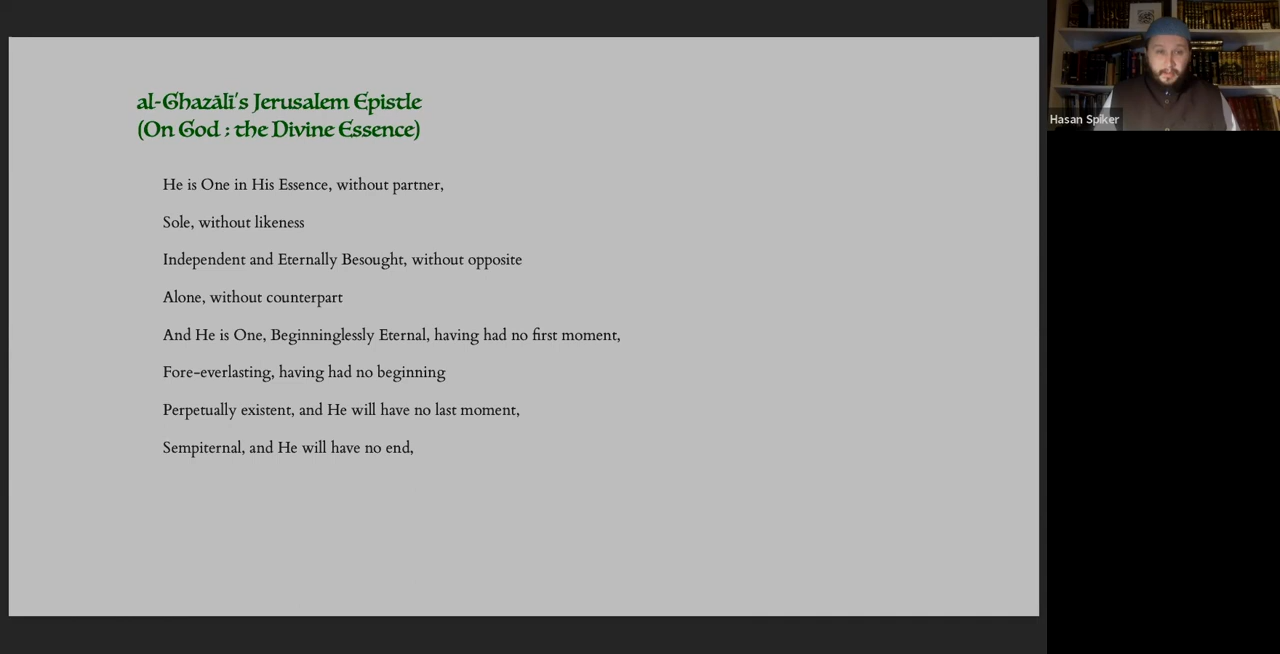 al-Ghazālī's Jerusalem Epistle
(On God ; the Divine Essence)
He is One in His Essence, without partner,
Sole, without likeness
Independent and Eternally Besought, without opposite
Alone, without counterpart
And He is One, Beginninglessly Eternal, having had no first moment,
Fore-everlasting, having had no beginning
Perpetually existent, and He will have no last moment,
Sempiternal, and He will have no end,
Hasan Spiker